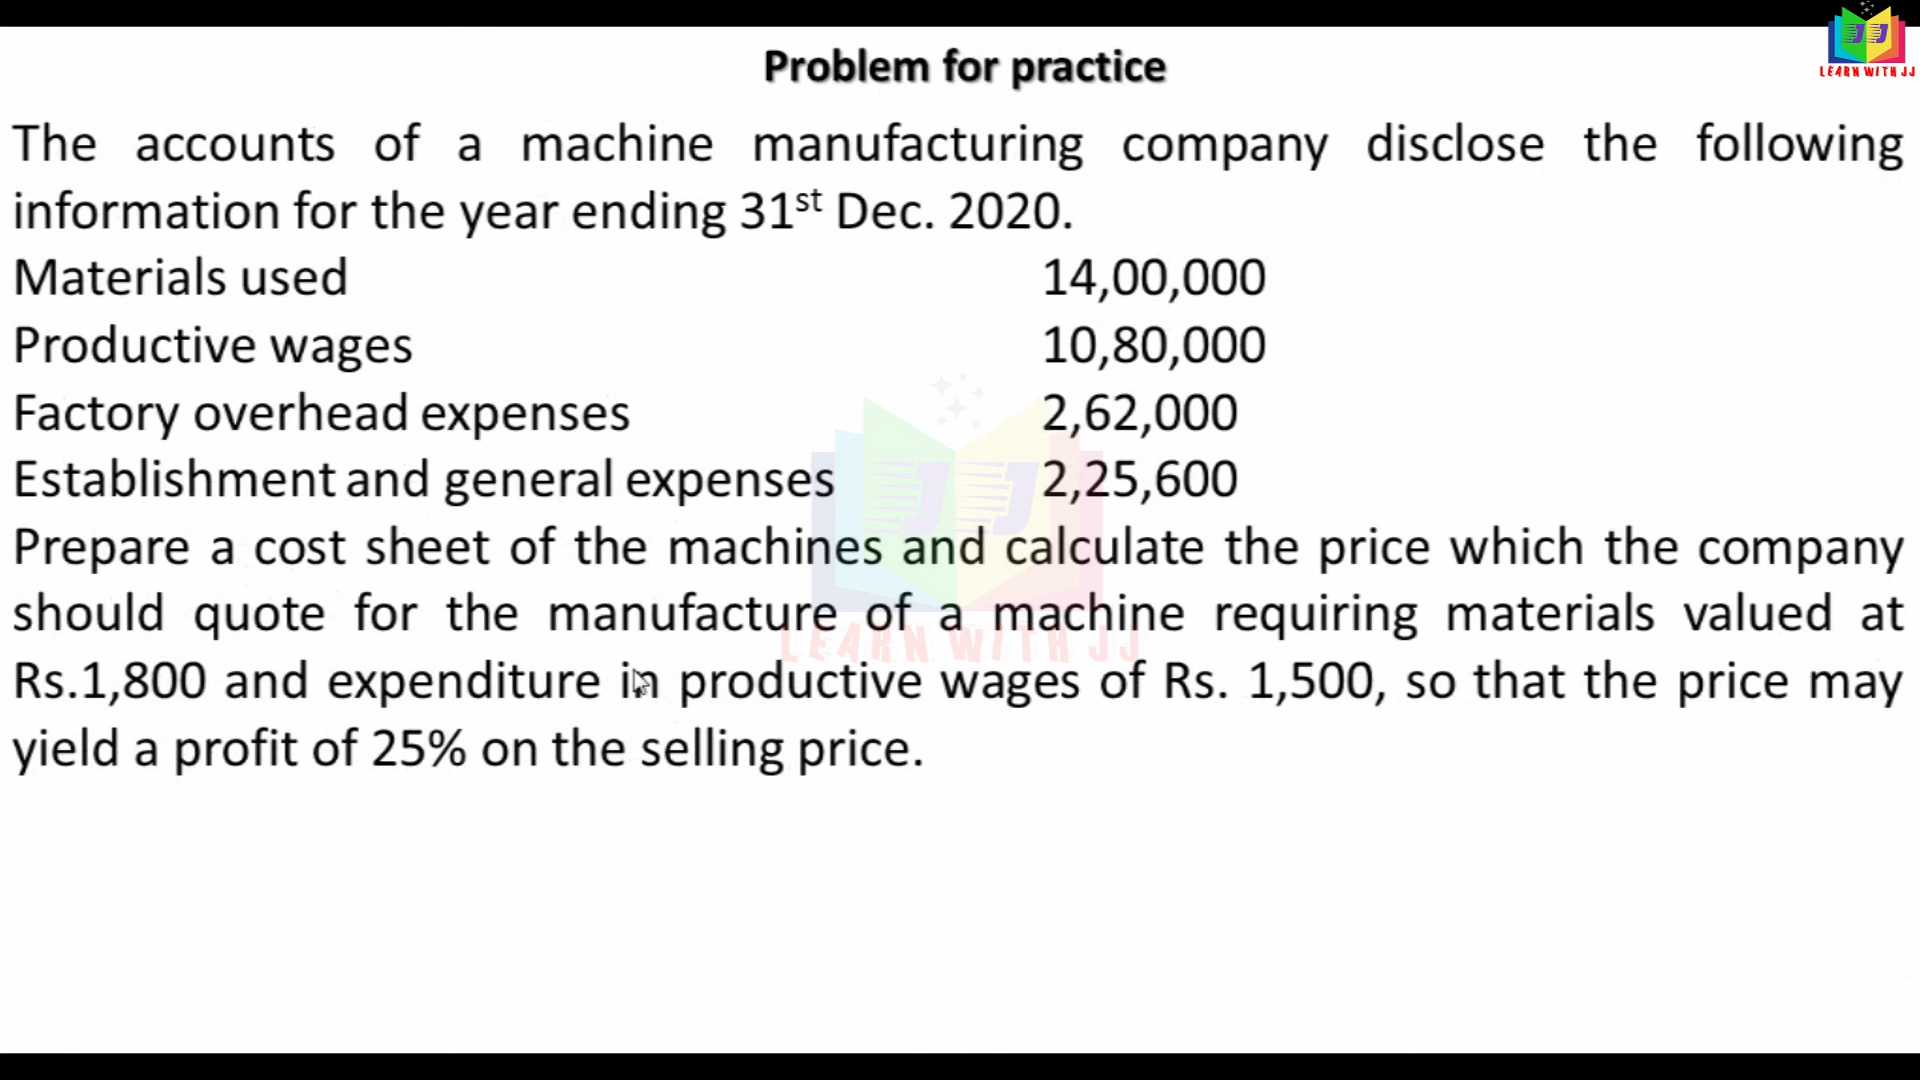 Problem for practice
LEARN WITH JJ
The accounts of a machine manufacturing company disclose the following
information for the year ending 31st Dec. 2020.
Materials used 14,00,000
Productive wages 10,80,000
Factory overhead expenses 2,62,000
Establishment and general expenses 2,25,600
Prepare a cost sheet of the machines and calculate the price which the company
should quote for the manufacture of a machine requiring materials valued at
LEARN WITH JJ
Rs.1,800 and expenditure in productive wages of Rs. 1,500, so that the price may
yield a profit of 25% on the selling price.